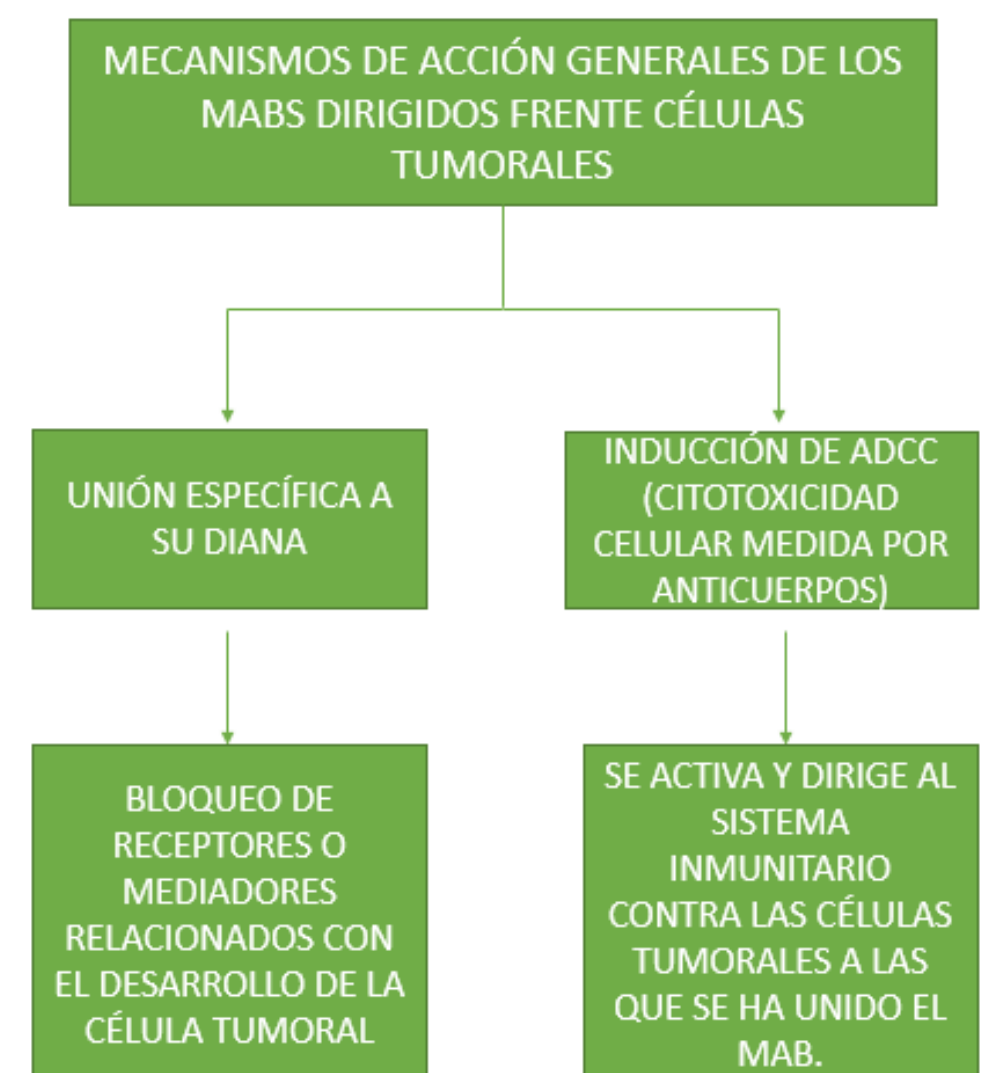 MECANISMOS DE ACCIÓN GENERALES DE LOS
MABS DIRIGIDOS FRENTE CÉLULAS
TUMORALES
UNIÓN ESPECÍFICA A
SU DIANA
INDUCCIÓN DE ADCC
(CITOTOXICIDAD
CELULAR MEDIDA POR
ANTICUERPOS)
BLOQUEO DE
RECEPTORES O
MEDIADORES
RELACIONADOS CON
EL DESARROLLO DE LA
CÉLULA TUMORAL
SE ACTIVA Y DIRIGE AL
SISTEMA
INMUNITARIO
CONTRA LAS CÉLULAS
TUMORALES A LAS
QUE SE HA UNIDO EL
MAB.